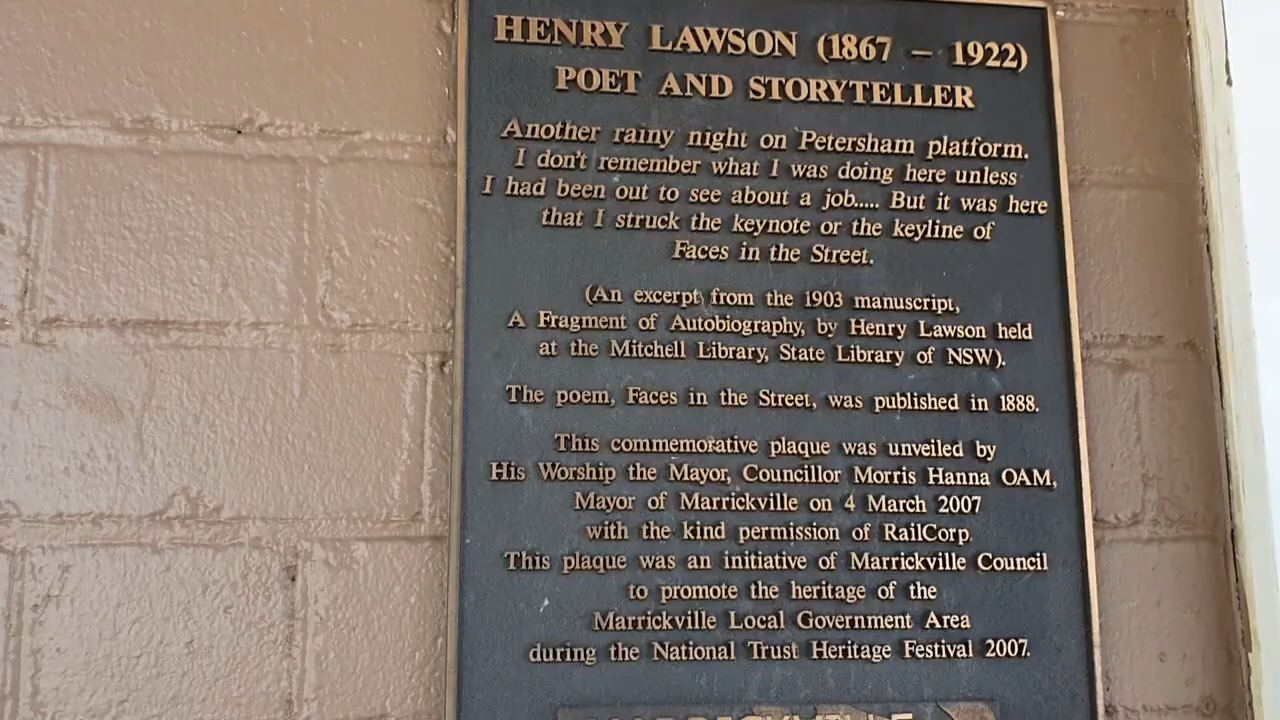 HENRY LAWSON (1867 – 1922)
POET AND STORYTELLER
Another rainy night on Petersham platform.
I don't remember what I was doing here unless
I had been out to see about a job..... But it was here
that I struck the keynote or the keyline of
Faces in the Street.
(An excerpt from the 1903 manuscript,
A Fragment of Autobiography, by Henry Lawson held
at the Mitchell Library, State Library of NSW).
The poem, Faces in the Street, was published in 1888.
This commemorative plaque was unveiled by
His Worship the Mayor, Councillor Morris Hanna OAM,
Mayor of Marrickville on 4 March 2007
with the kind permission of RailCorp.
This plaque was an initiative of Marrickville Council
to promote the heritage of the
Marrickville Local Government Area
during the National Trust Heritage Festival 2007.